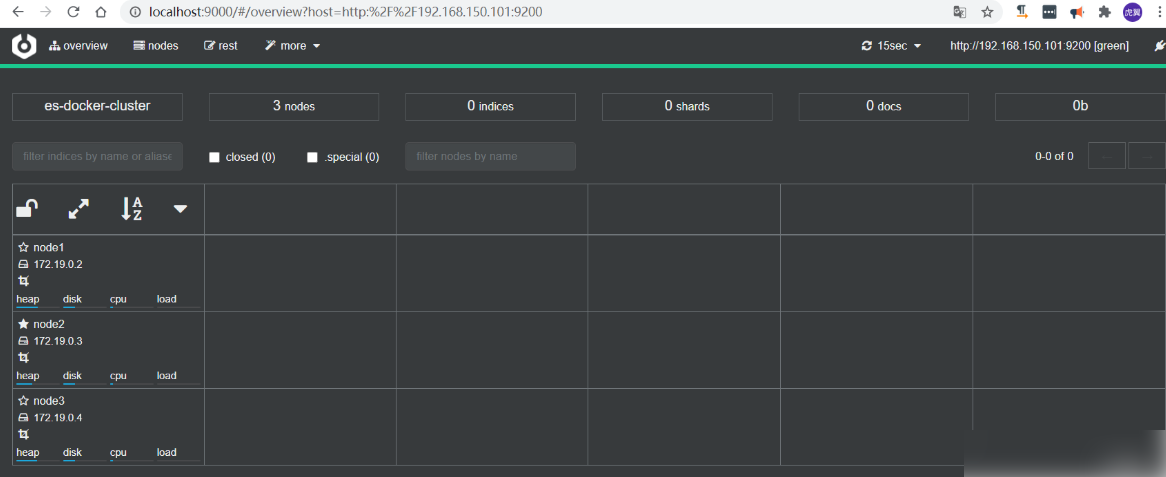 localhost:9000/#/overview?host=http:%2F%2F192.168.150.101:9200
虎翼
overview nodes rest more 15sec http://192.168.150.101:9200 [green]
es-docker-cluster 3 nodes 0 indices 0 shards 0 docs 0b
filter indices by name or aliase closed (0) .special (0) filter nodes by name 0-0 of 0
A
Z
node1
172.19.0.2
heap disk cpu load
node2
172.19.0.3
heap disk cpu load
node3
172.19.0.4
heap disk cpu load